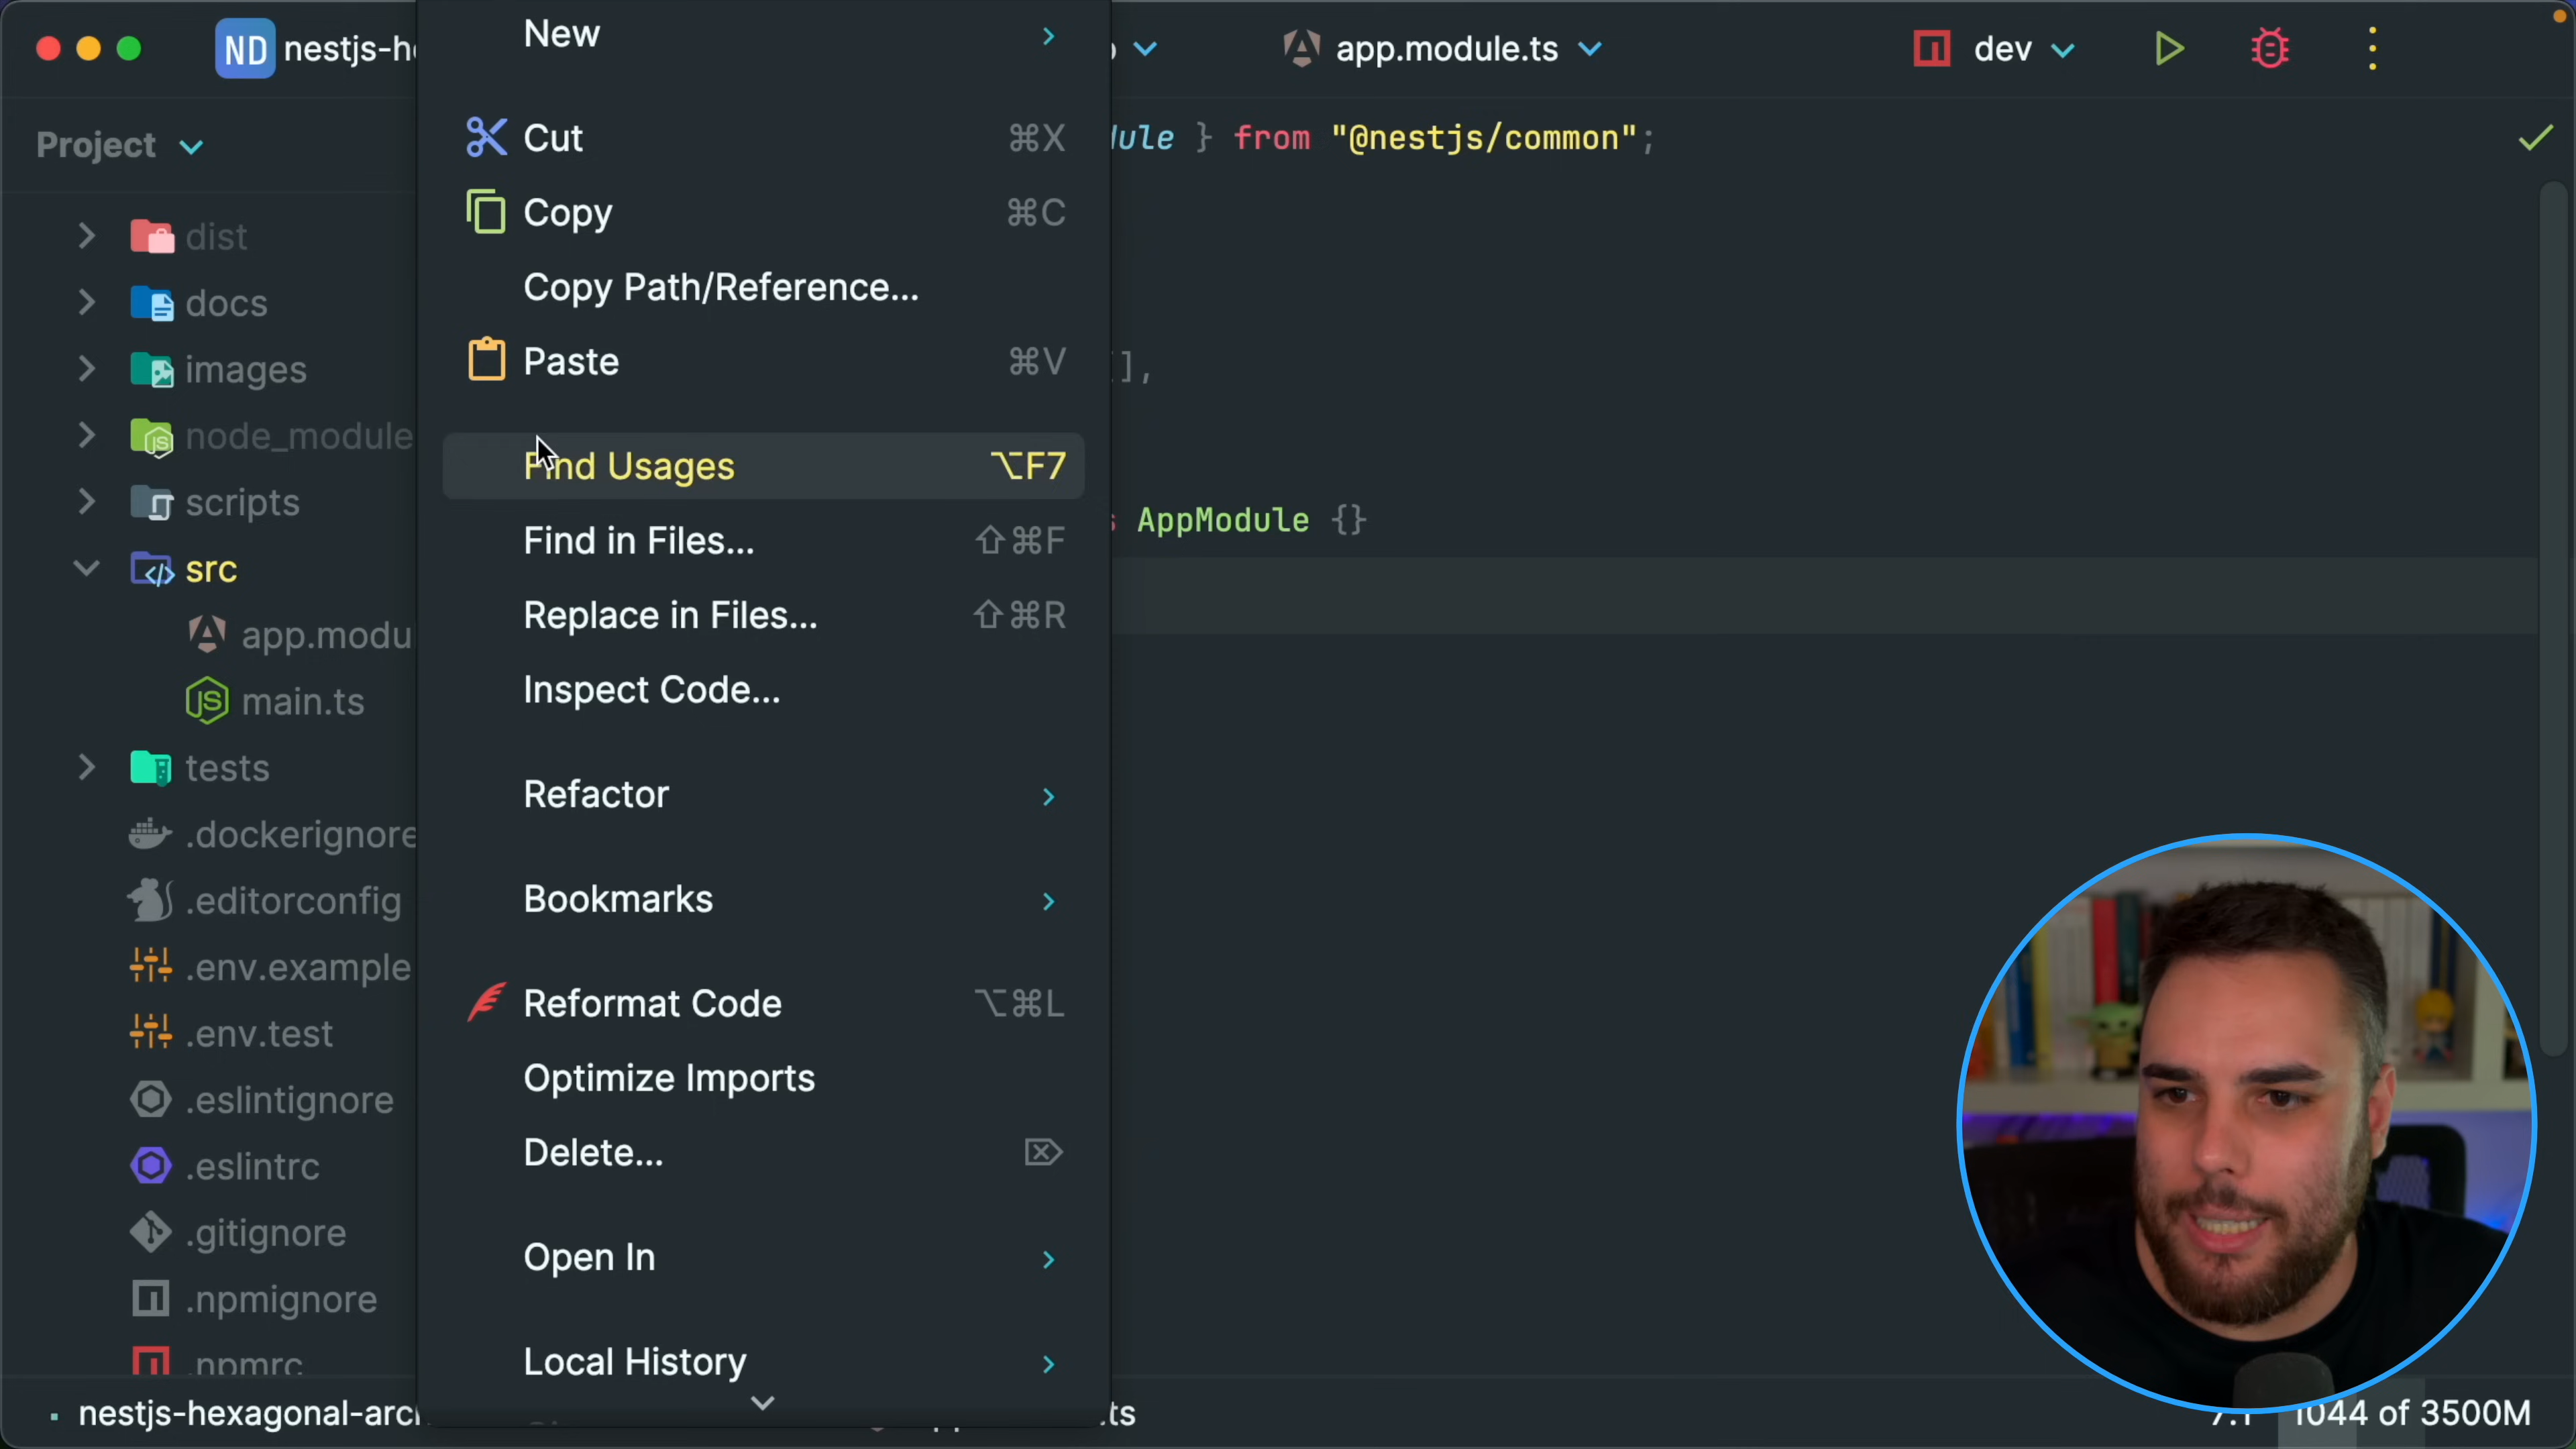 ND nestjs-he
app.module.ts
dev
Project
dist
docs
images
node_module
scripts
src
app.modu
main.ts
tests
.dockerignore
.editorconfig
.env.example
.env.test
.eslintignore
.eslintrc
.gitignore
.npmignore
.npmrc
New
Cut ⌘X
Copy ⌘C
Copy Path/Reference...
Paste ⌘V
Find Usages ⌥F7
Find in Files... ⇧⌘F
Replace in Files... ⇧⌘R
Inspect Code...
Refactor
Bookmarks
Reformat Code ⌥⌘L
Optimize Imports
Delete... ⌦
Open In
Local History
dule } from "@nestjs/common";
],
s AppModule {}
nestjs-hexagonal-arc
.ts
1044 of 3500M